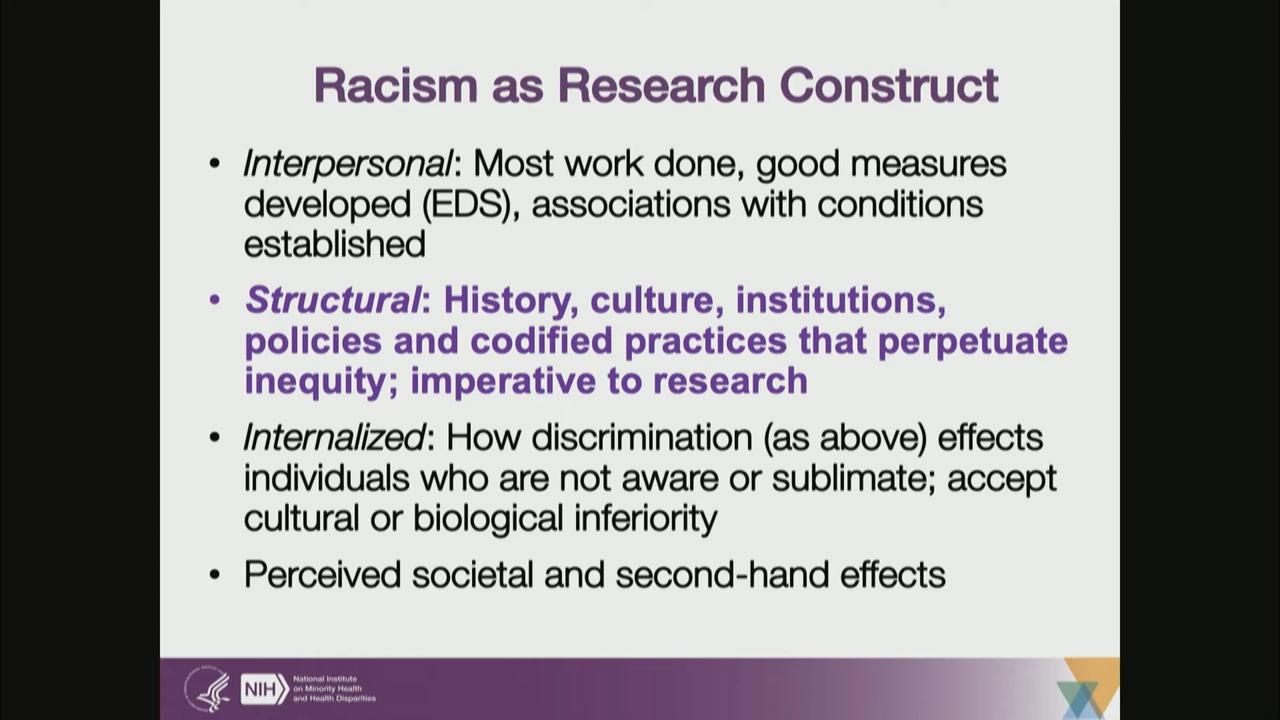 Racism as Research Construct
• Interpersonal: Most work done, good measures
developed (EDS), associations with conditions
established
• Structural: History, culture, institutions,
policies and codified practices that perpetuate
inequity; imperative to research
• Internalized: How discrimination (as above) effects
individuals who are not aware or sublimate; accept
cultural or biological inferiority
• Perceived societal and second-hand effects
NIH
National Institute
on Minority Health
and Health Disparities